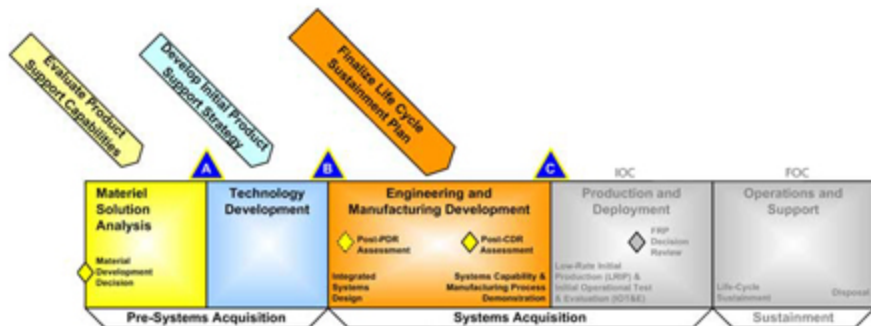 Evaluate Product
Support Capabilities
Develop Initial Product
Support Strategy
Finalize Life Cycle
Sustainment Plan
A
B
C
IOC
FOC
Materiel
Solution
Analysis
Material
Development
Decision
Technology
Development
Engineering and
Manufacturing Development
Post-PDR
Assessment
Post-CDR
Assessment
Integrated
Systems
Design
Systems Capability &
Manufacturing Process
Demonstration
Production and
Deployment
FRP
Decision
Review
Low-Rate Initial
Production (LRIP) &
Initial Operational Test
& Evaluation (IOT&E)
Operations and
Support
Life-Cycle
Sustainment
Disposal
Pre-Systems Acquisition
Systems Acquisition
Sustainment